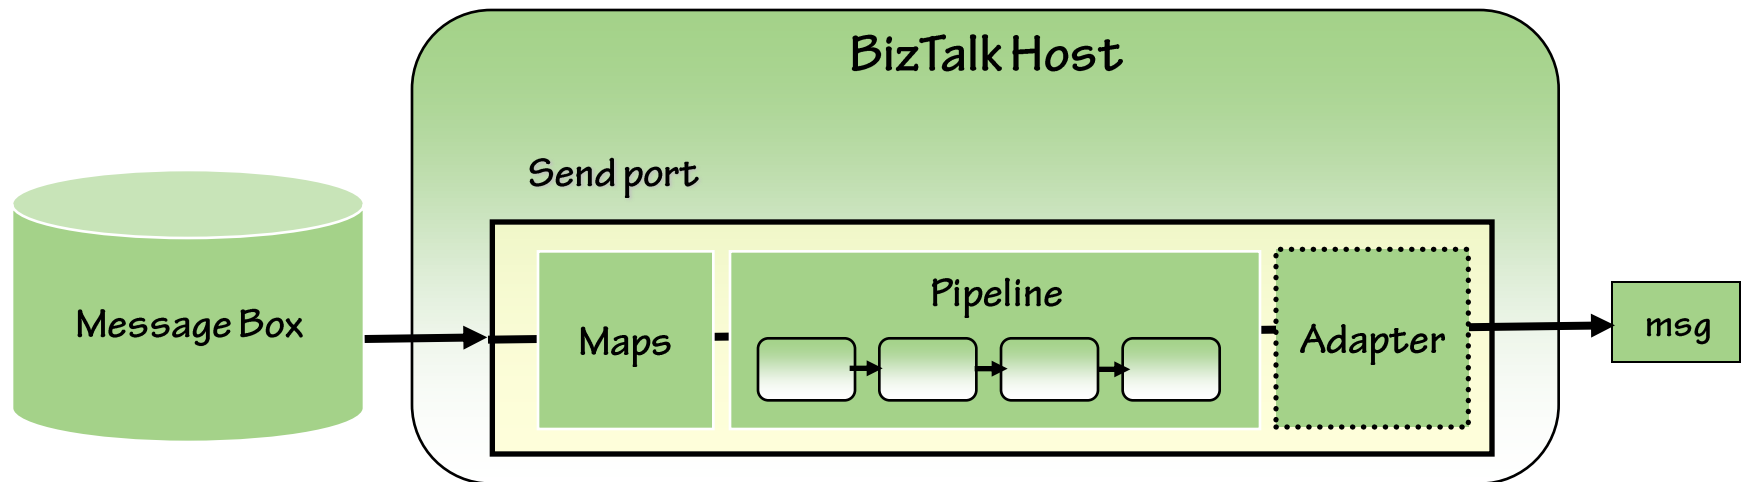 BizTalk Host
Send port
Message Box
Maps
Pipeline
Adapter
msg